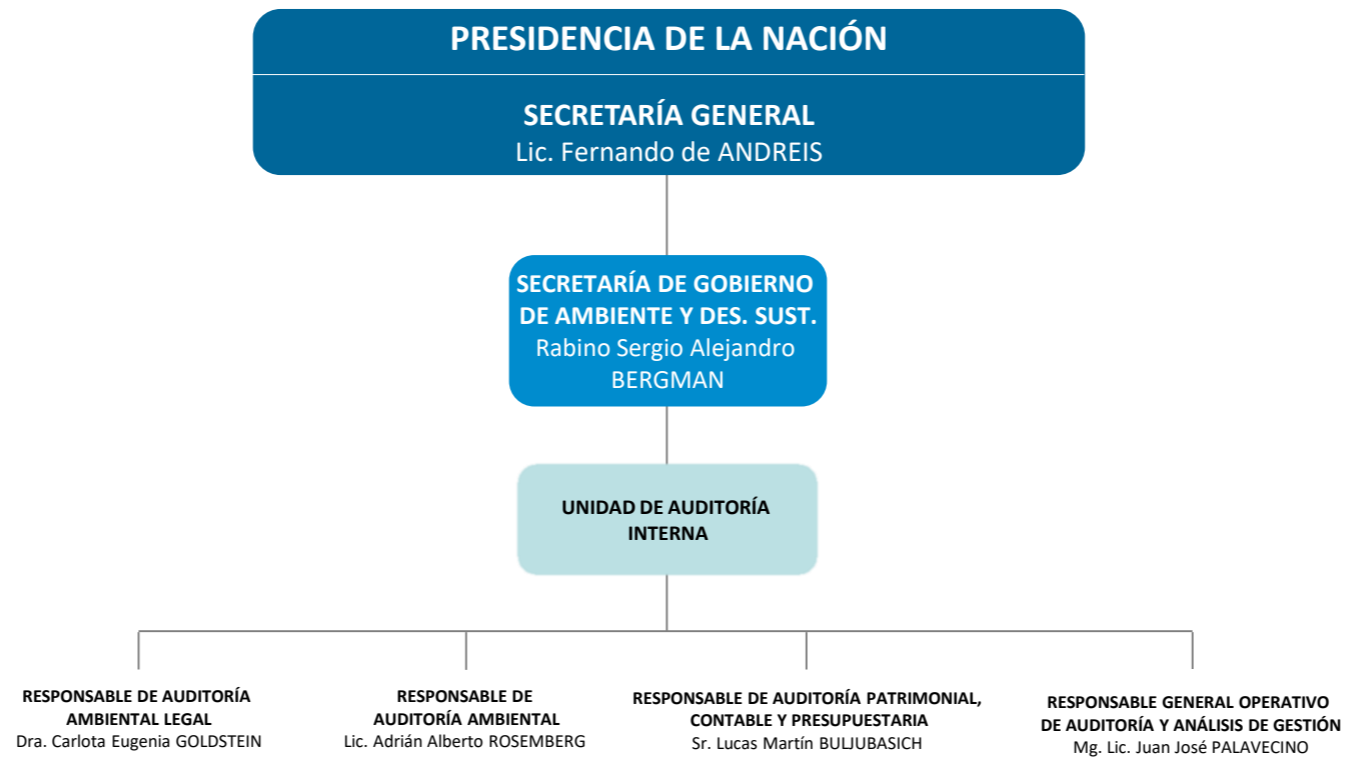 PRESIDENCIA DE LA NACIÓN
SECRETARÍA GENERAL
Lic. Fernando de ANDREIS
SECRETARÍA DE GOBIERNO
DE AMBIENTE Y DES. SUST.
Rabino Sergio Alejandro
BERGMAN
UNIDAD DE AUDITORÍA
INTERNA
RESPONSABLE DE AUDITORÍA
AMBIENTAL LEGAL
Dra. Carlota Eugenia GOLDSTEIN
RESPONSABLE DE
AUDITORÍA AMBIENTAL
Lic. Adrián Alberto ROSEMBERG
RESPONSABLE DE AUDITORÍA PATRIMONIAL,
CONTABLE Y PRESUPUESTARIA
Sr. Lucas Martín BULJUBASICH
RESPONSABLE GENERAL OPERATIVO
DE AUDITORÍA Y ANÁLISIS DE GESTIÓN
Mg. Lic. Juan José PALAVECINO